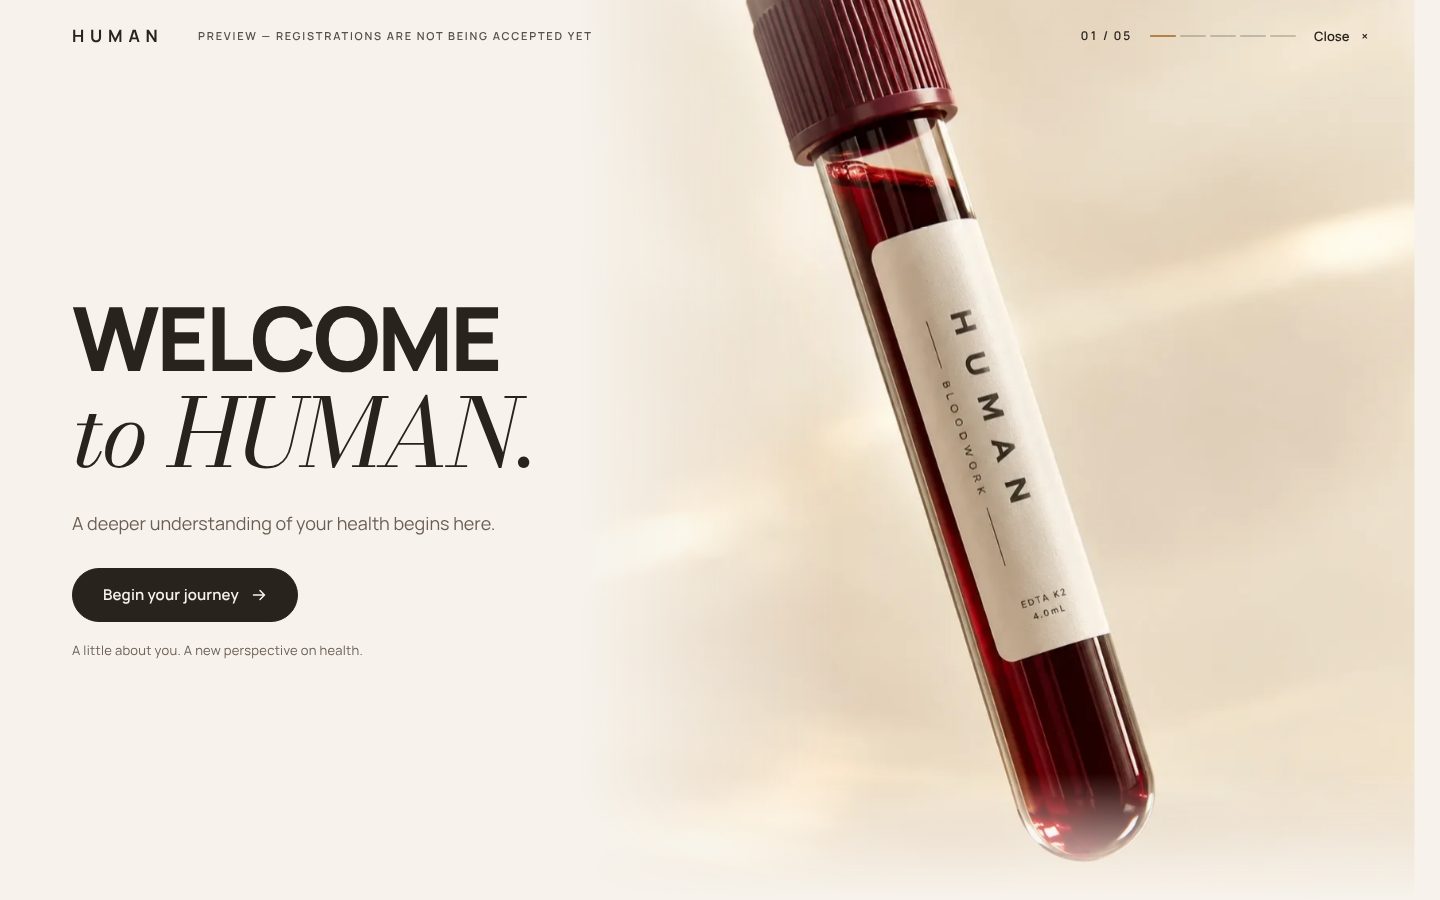 HUMAN
PREVIEW — REGISTRATIONS ARE NOT BEING ACCEPTED YET
01 / 05
Close ×
WELCOME
to HUMAN.
A deeper understanding of your health begins here.
Begin your journey →
A little about you. A new perspective on health.
HUMAN
BLOODWORK
EDTA K2
4.0mL